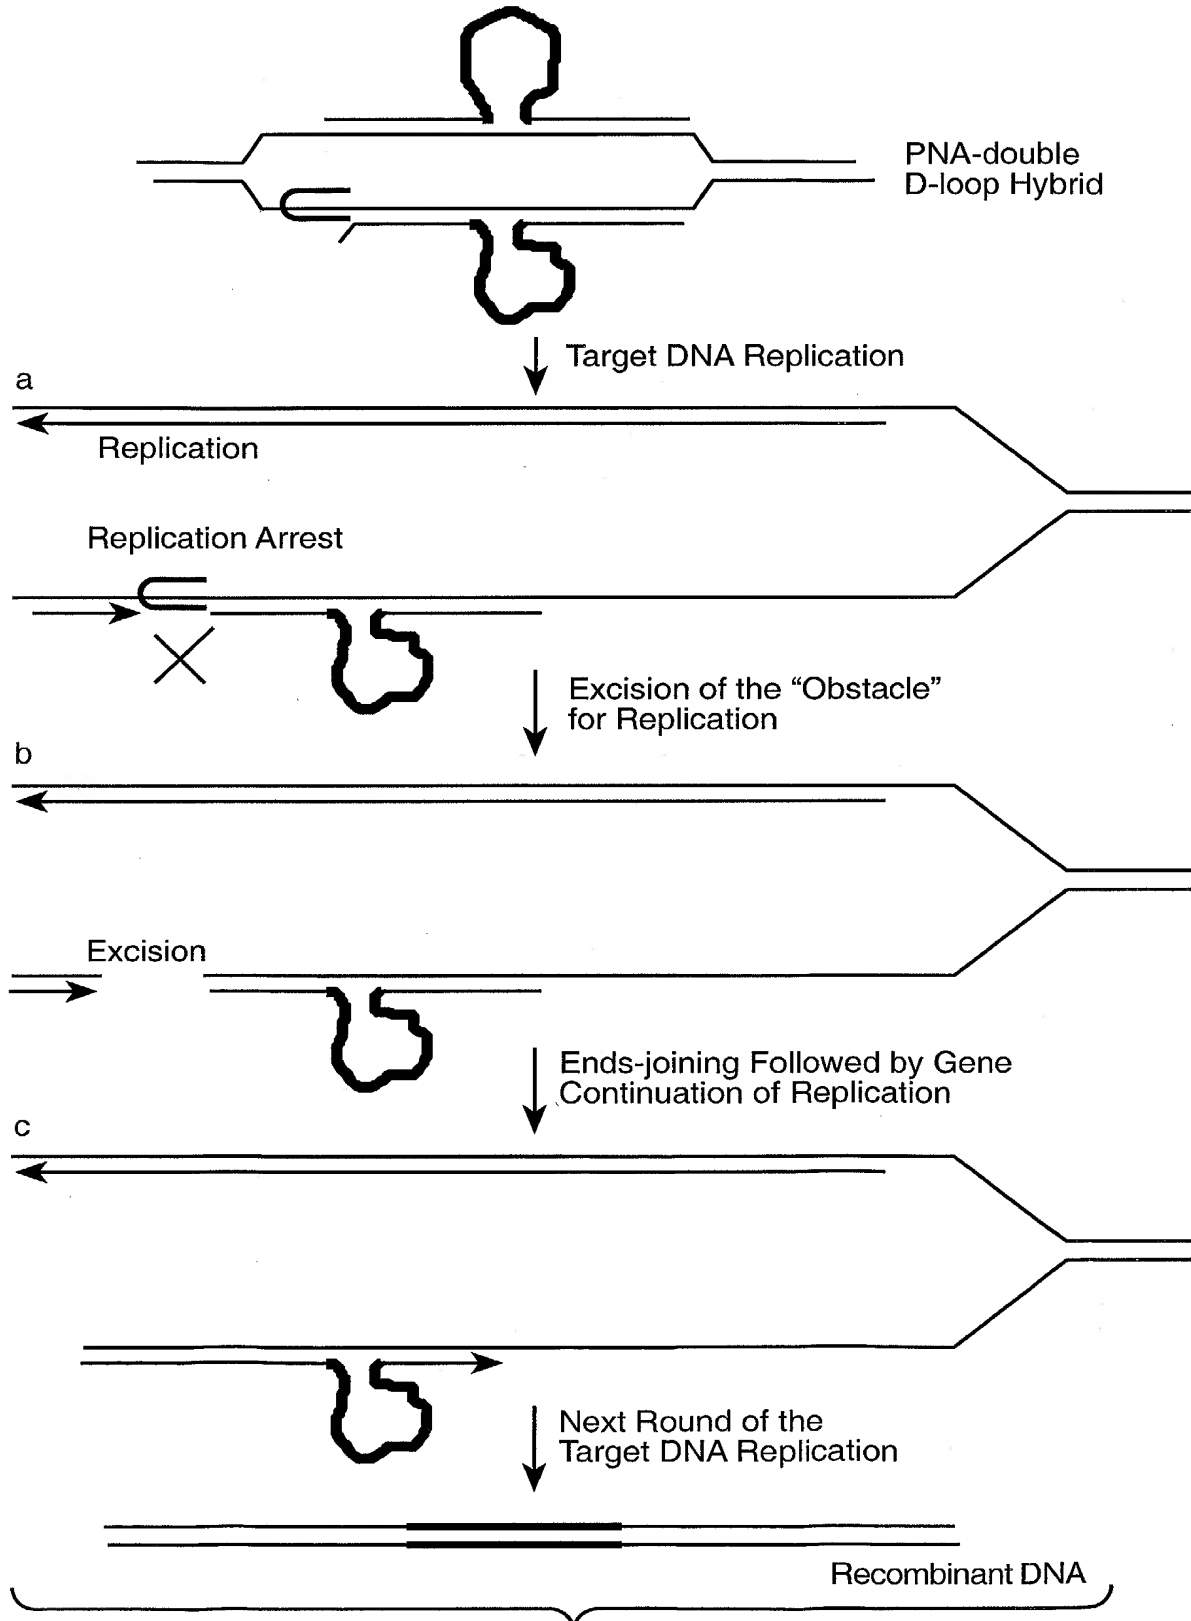 PNA-double
D-loop Hybrid
Target DNA Replication
a
Replication
Replication Arrest
Excision of the “Obstacle”
for Replication
b
Excision
Ends-joining Followed by Gene
Continuation of Replication
c
Next Round of the
Target DNA Replication
Recombinant DNA